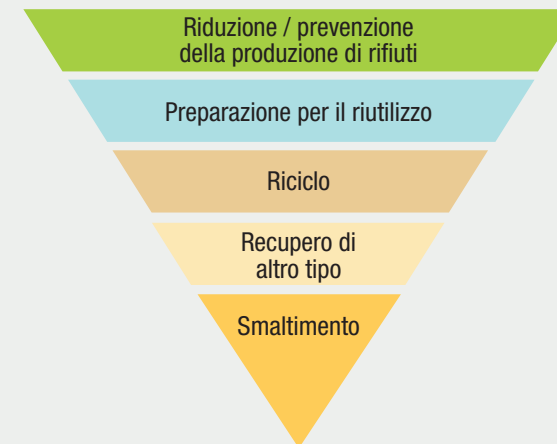 Riduzione / prevenzione
della produzione di rifiuti
Preparazione per il riutilizzo
Riciclo
Recupero di
altro tipo
Smaltimento